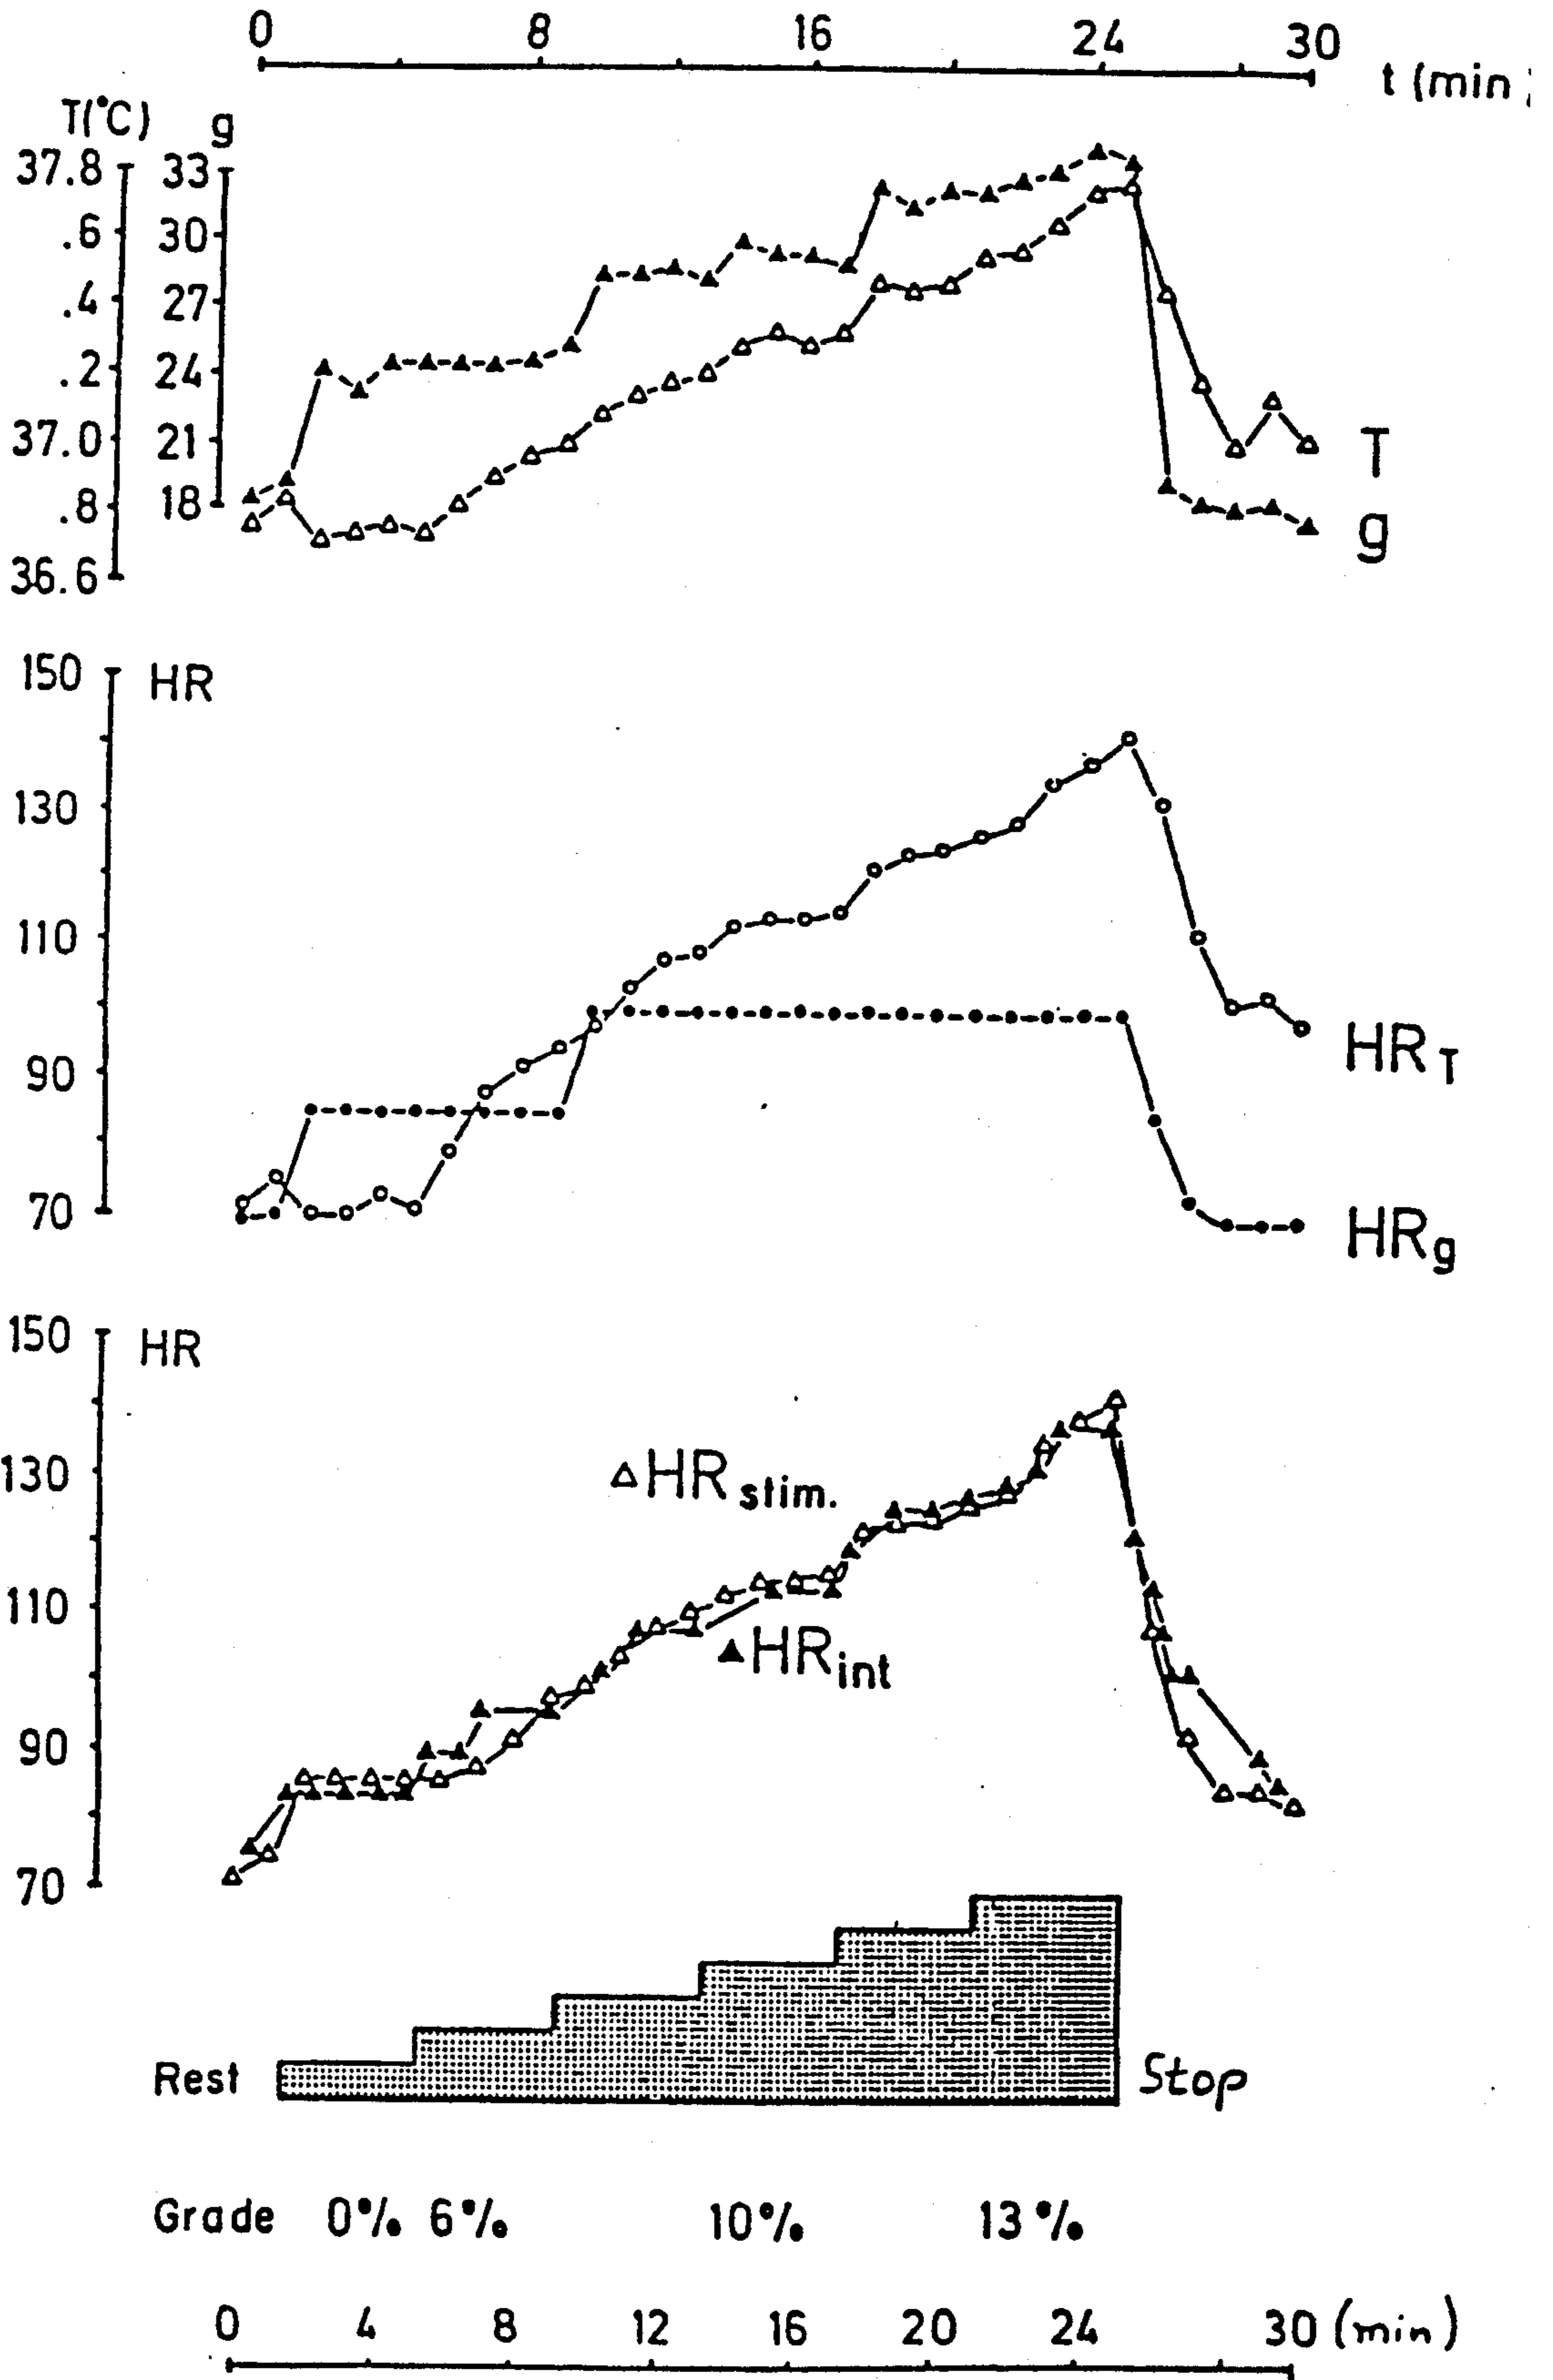 0 8 16 24 30
t (min
T(°C) g
37.8 33
.6 30
.4 27
.2 24
37.0 21
.8 18
36.6
T
g
150 HR
130
110
90
70
HR T
HR g
150 HR
130
110
90
70
△ HR stim.
▲ HR int
Rest Stop
Grade 0% 6% 10% 13%
0 4 8 12 16 20 24 30 (min)